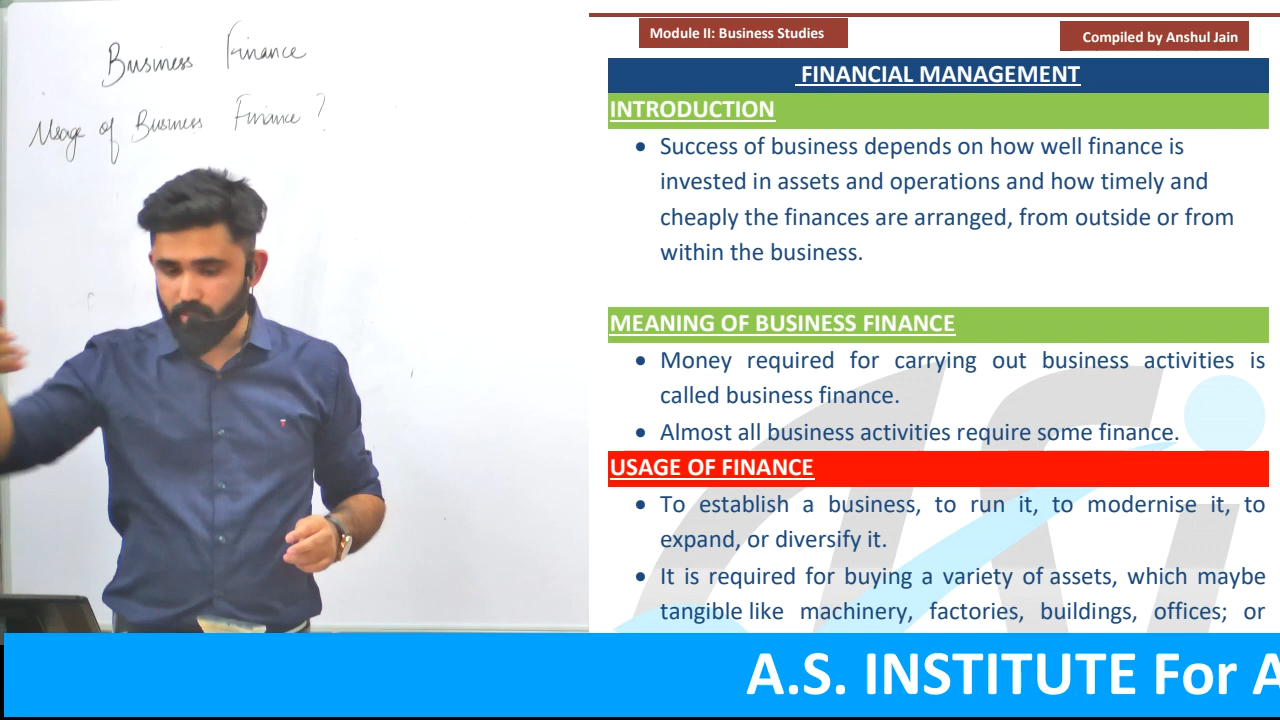 Business Finance
Usage of Business Finance ?
Module II: Business Studies
Compiled by Anshul Jain
FINANCIAL MANAGEMENT
INTRODUCTION
• Success of business depends on how well finance is
invested in assets and operations and how timely and
cheaply the finances are arranged, from outside or from
within the business.
MEANING OF BUSINESS FINANCE
• Money required for carrying out business activities is
called business finance.
• Almost all business activities require some finance.
USAGE OF FINANCE
• To establish a business, to run it, to modernise it, to
expand, or diversify it.
• It is required for buying a variety of assets, which maybe
tangible like machinery, factories, buildings, offices; or
A.S. INSTITUTE For A